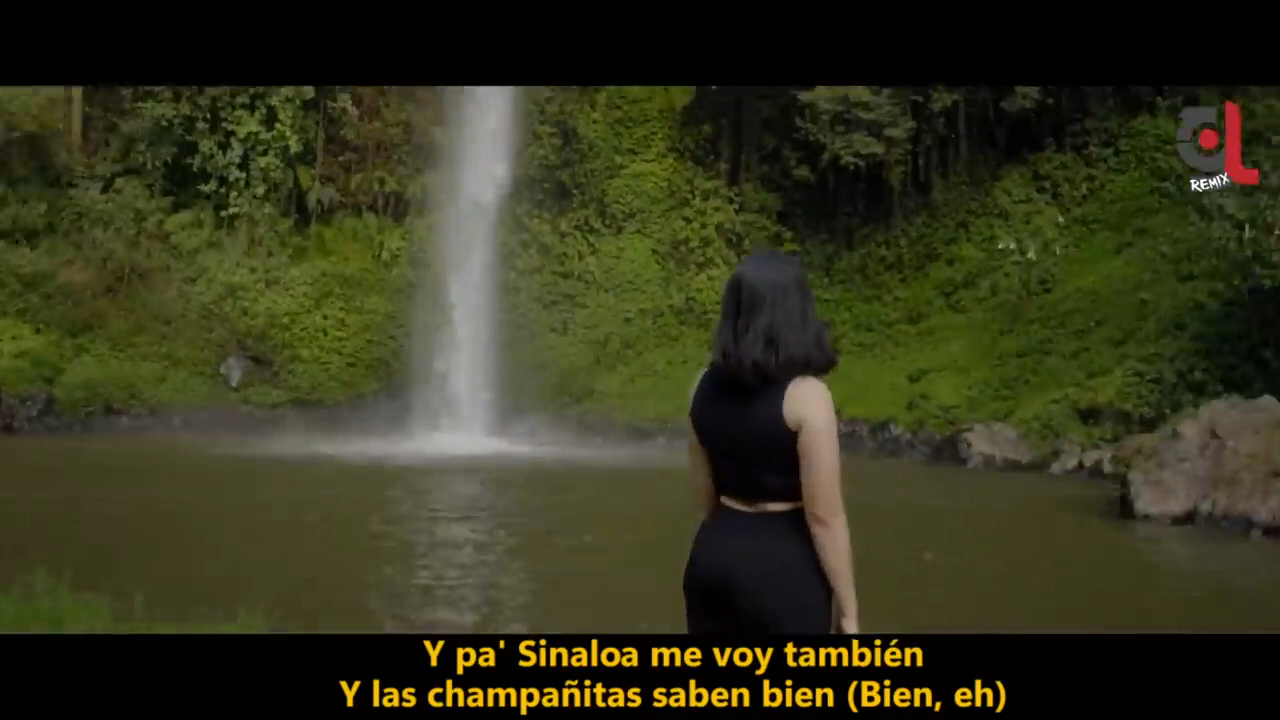 REMIX
Y pa' Sinaloa me voy también
Y las champañitas saben bien (Bien, eh)